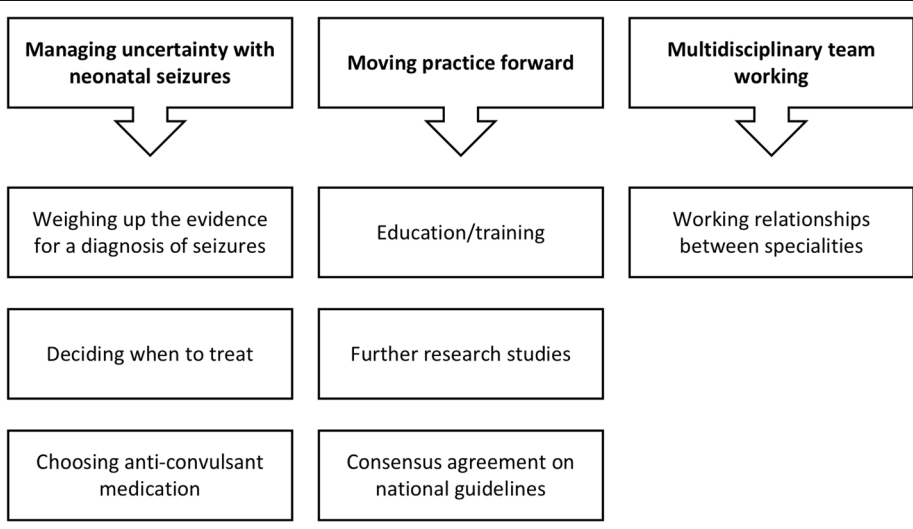 Managing uncertainty with
neonatal seizures
Moving practice forward
Multidisciplinary team
working
Weighing up the evidence
for a diagnosis of seizures
Education/training
Working relationships
between specialities
Deciding when to treat
Further research studies
Choosing anti-convulsant
medication
Consensus agreement on
national guidelines